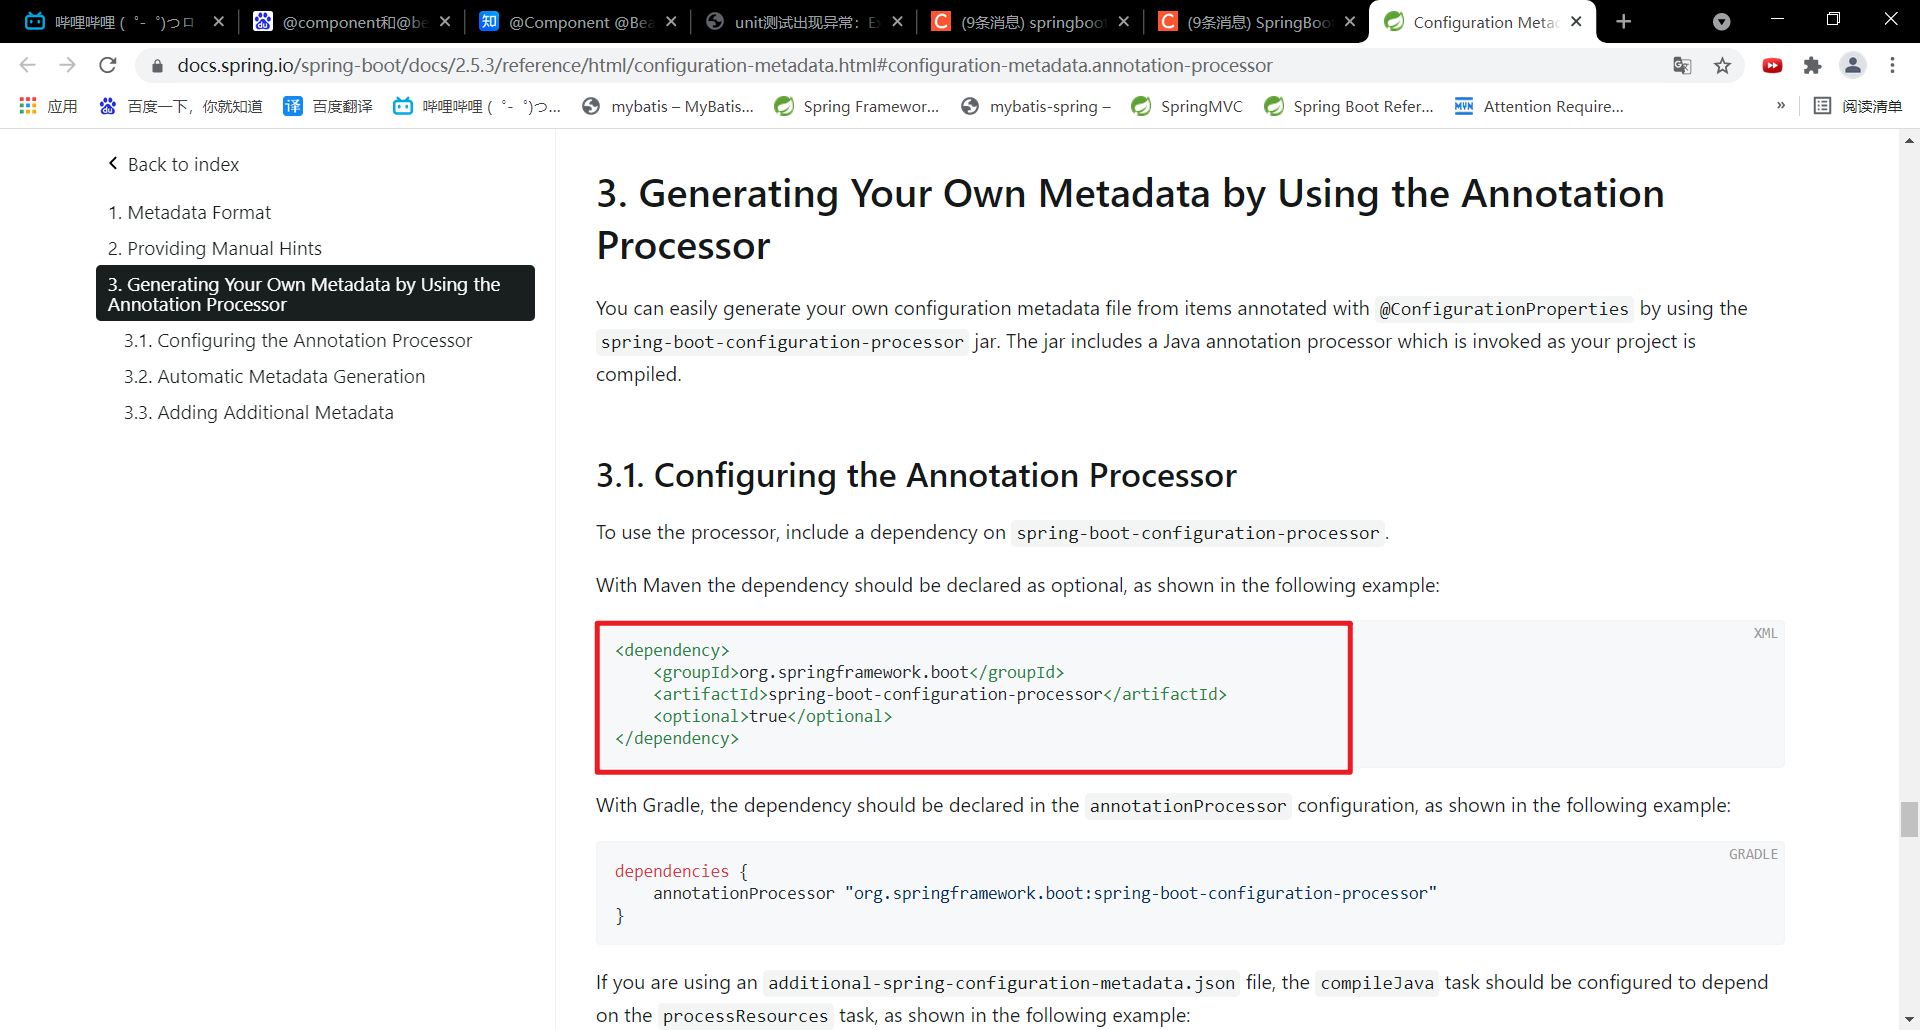 哔哩哔哩 (゜-゜)つロ
@component和@be
@Component @Bea
unit测试出现异常：Ex
(9条消息) springboot
(9条消息) SpringBoot
Configuration Metad
docs.spring.io/spring-boot/docs/2.5.3/reference/html/configuration-metadata.html#configuration-metadata.annotation-processor
应用
百度一下，你就知道
百度翻译
哔哩哔哩 (゜-゜)つ...
mybatis – MyBatis...
Spring Framewor...
mybatis-spring –
SpringMVC
Spring Boot Refer...
Attention Require...
»
阅读清单
Back to index
1. Metadata Format
2. Providing Manual Hints
3. Generating Your Own Metadata by Using the
Annotation Processor
3.1. Configuring the Annotation Processor
3.2. Automatic Metadata Generation
3.3. Adding Additional Metadata
3. Generating Your Own Metadata by Using the Annotation
Processor
You can easily generate your own configuration metadata file from items annotated with @ConfigurationProperties by using the
spring-boot-configuration-processor jar. The jar includes a Java annotation processor which is invoked as your project is
compiled.
3.1. Configuring the Annotation Processor
To use the processor, include a dependency on spring-boot-configuration-processor.
With Maven the dependency should be declared as optional, as shown in the following example:
XML
<dependency>
    <groupId>org.springframework.boot</groupId>
    <artifactId>spring-boot-configuration-processor</artifactId>
    <optional>true</optional>
</dependency>
With Gradle, the dependency should be declared in the annotationProcessor configuration, as shown in the following example:
GRADLE
dependencies {
    annotationProcessor "org.springframework.boot:spring-boot-configuration-processor"
}
If you are using an additional-spring-configuration-metadata.json file, the compileJava task should be configured to depend
on the processResources task, as shown in the following example: